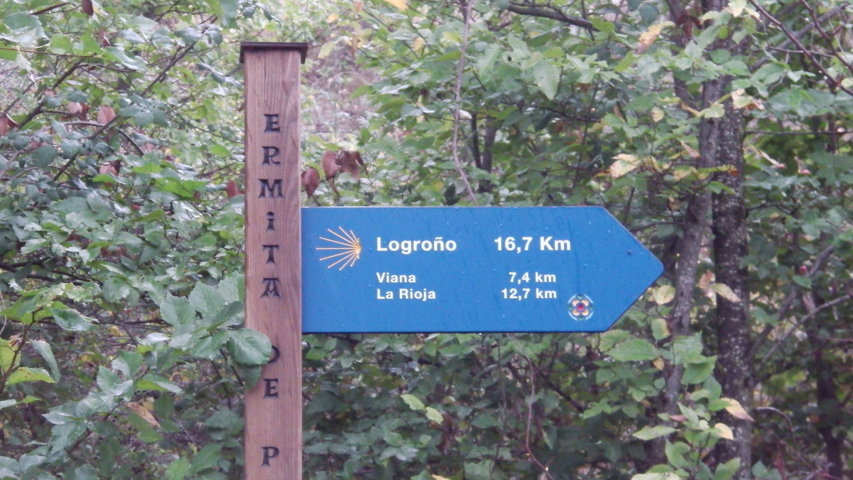 ERMiTA DE P
Logroño 16,7 Km
Viana 7,4 km
La Rioja 12,7 km